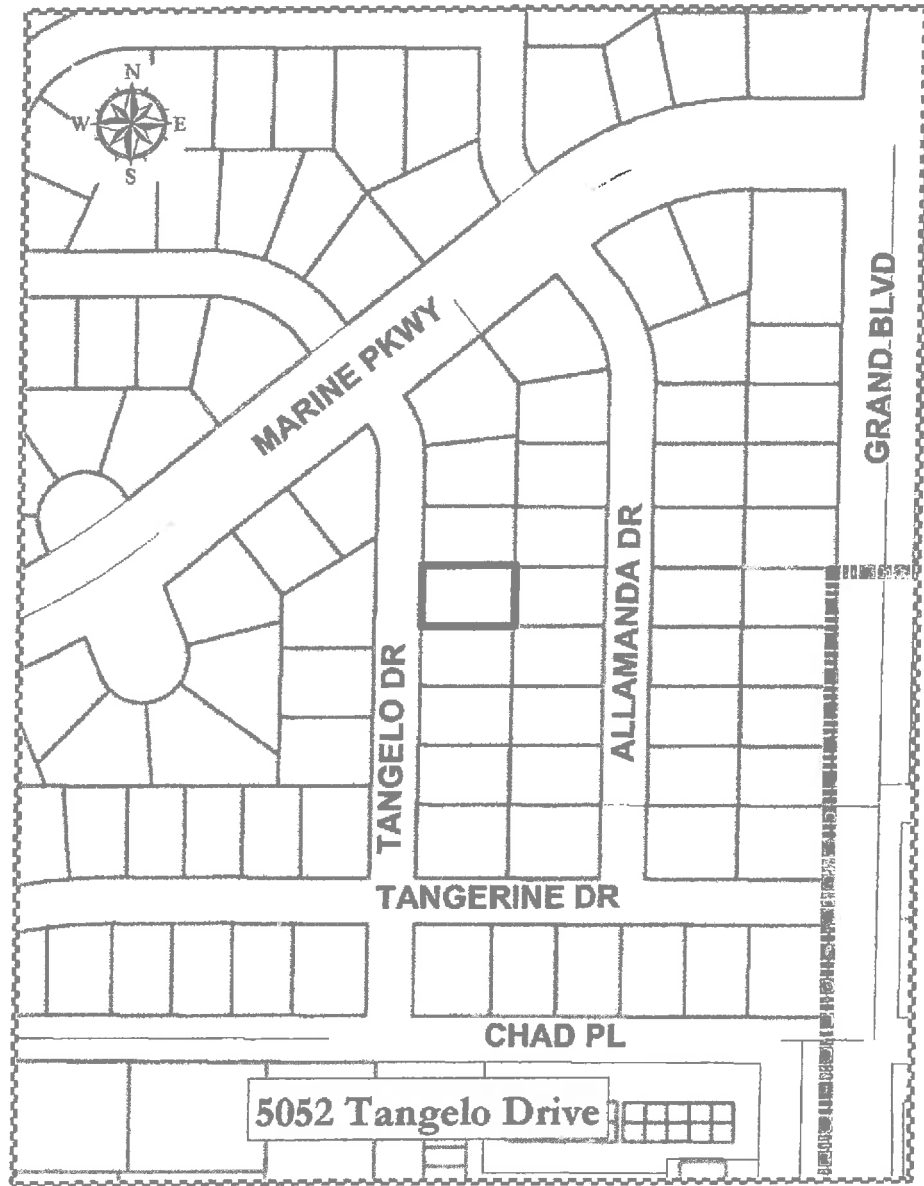 N
W E
S
MARINE PKWY
GRAND BLVD
ALLAMANDA DR
TANGELO DR
TANGERINE DR
CHAD PL
5052 Tangelo Drive